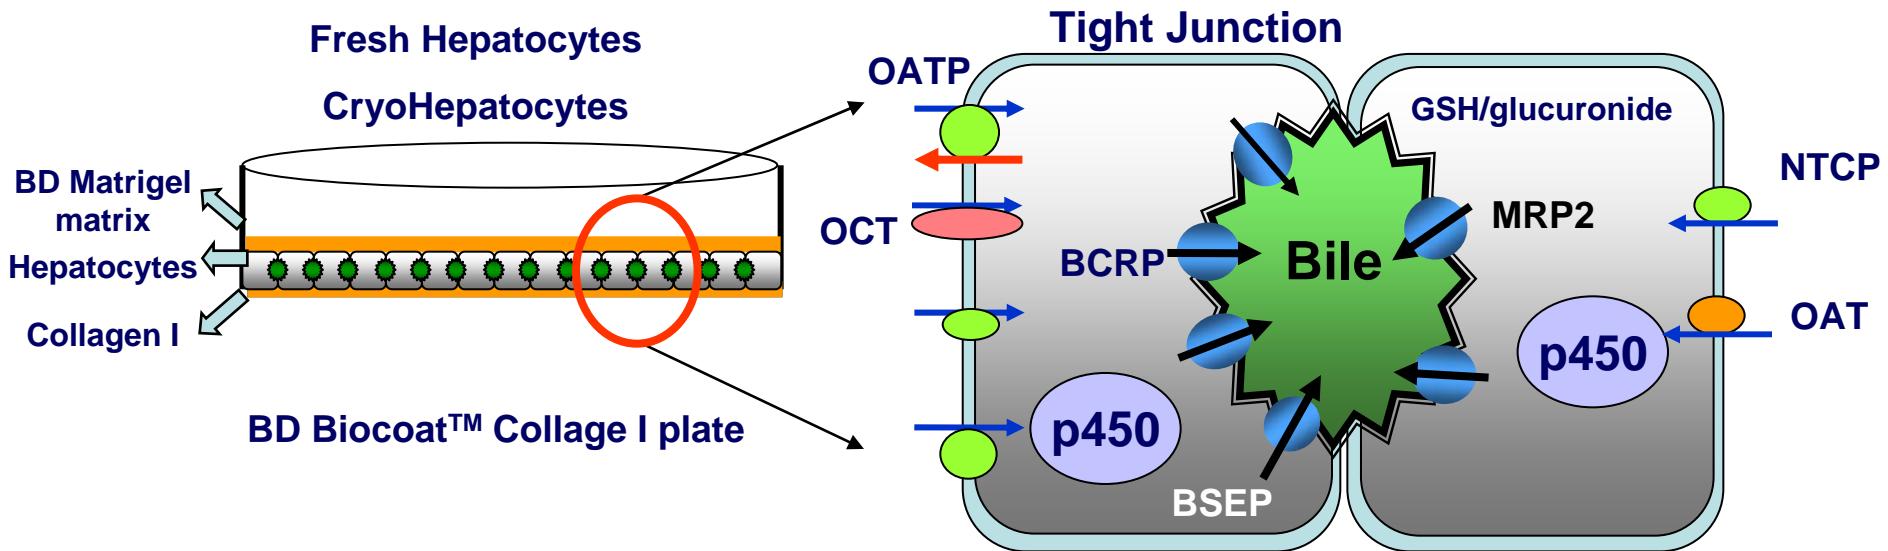 Fresh Hepatocytes
CryoHepatocytes
BD Matrigel
matrix
Hepatocytes
Collagen I
BD Biocoat™ Collage I plate
Tight Junction
OATP
OCT
BCRP
Bile
p450
BSEP
GSH/glucuronide
MRP2
NTCP
OAT
p450